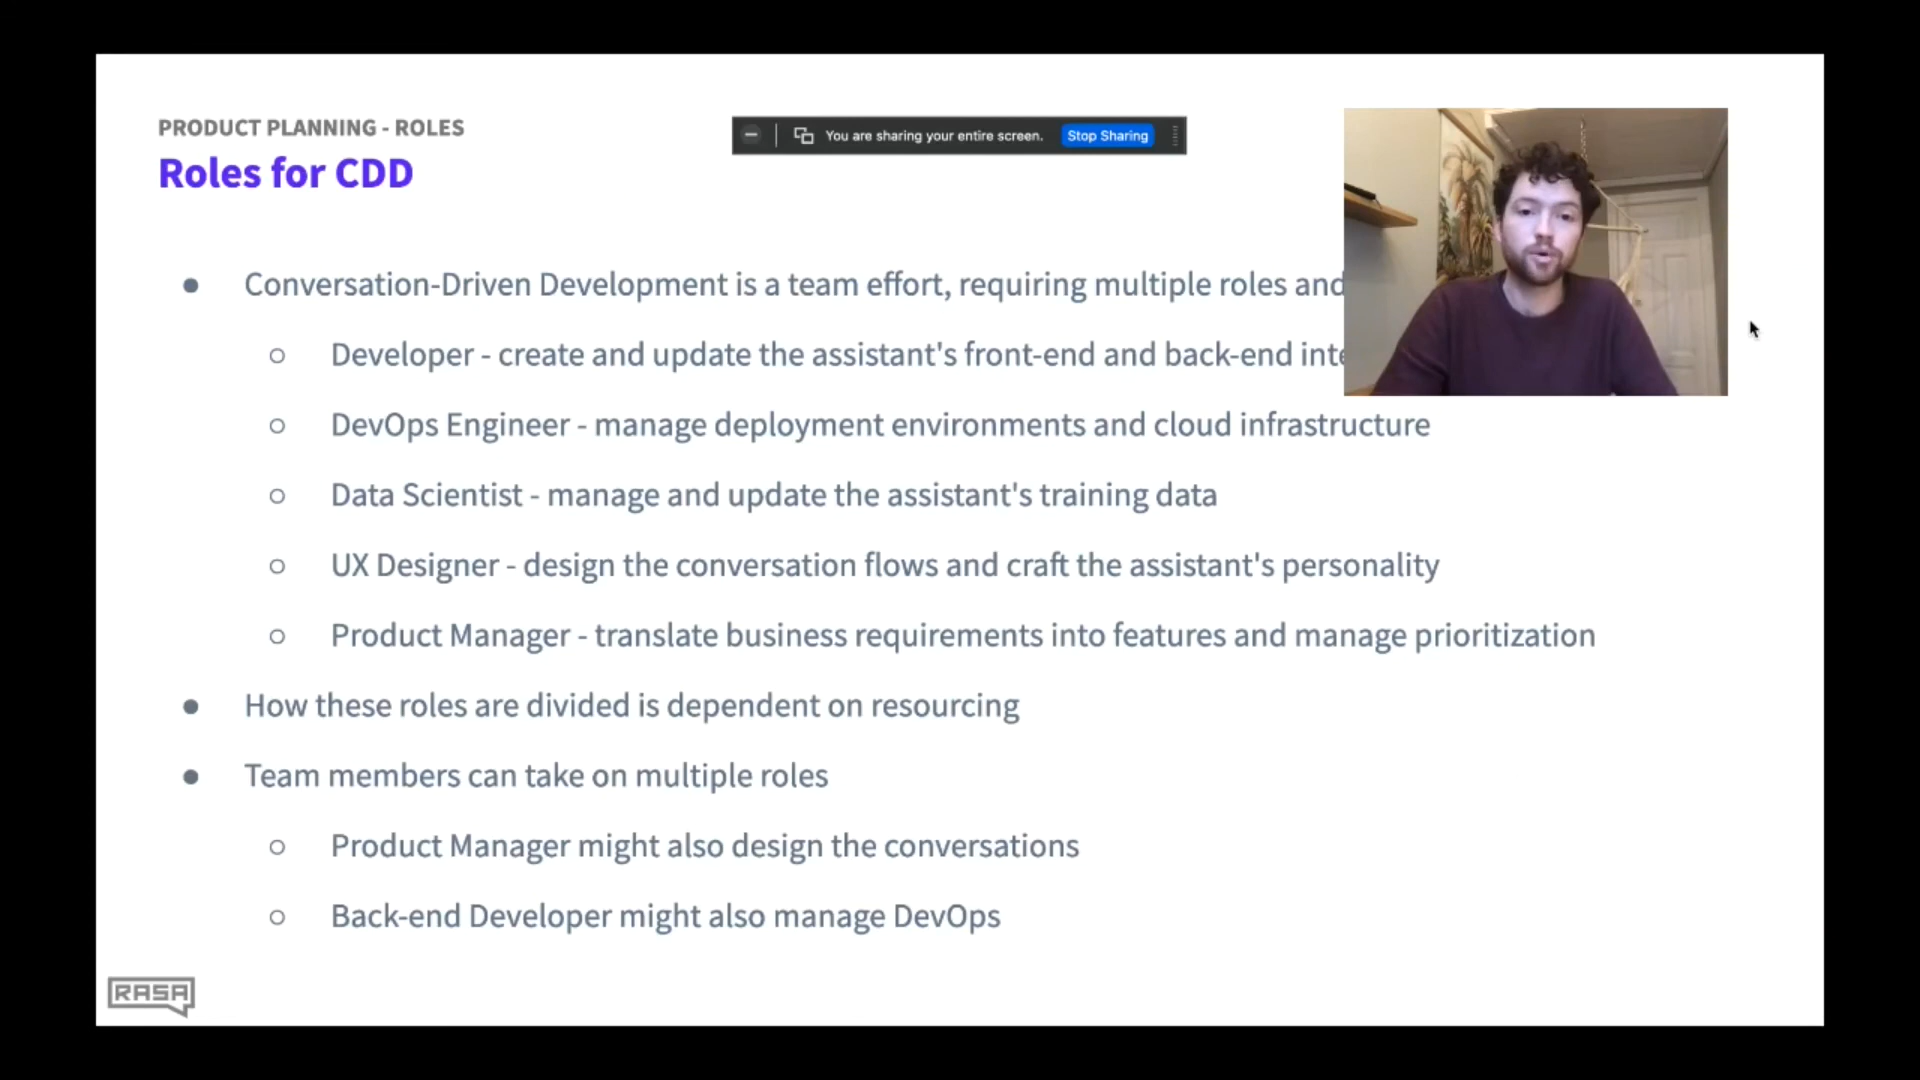 PRODUCT PLANNING - ROLES
Roles for CDD
You are sharing your entire screen. Stop Sharing
● Conversation-Driven Development is a team effort, requiring multiple roles and
○ Developer - create and update the assistant's front-end and back-end
○ DevOps Engineer - manage deployment environments and cloud infrastructure
○ Data Scientist - manage and update the assistant's training data
○ UX Designer - design the conversation flows and craft the assistant's personality
○ Product Manager - translate business requirements into features and manage prioritization
● How these roles are divided is dependent on resourcing
● Team members can take on multiple roles
○ Product Manager might also design the conversations
○ Back-end Developer might also manage DevOps
RASA